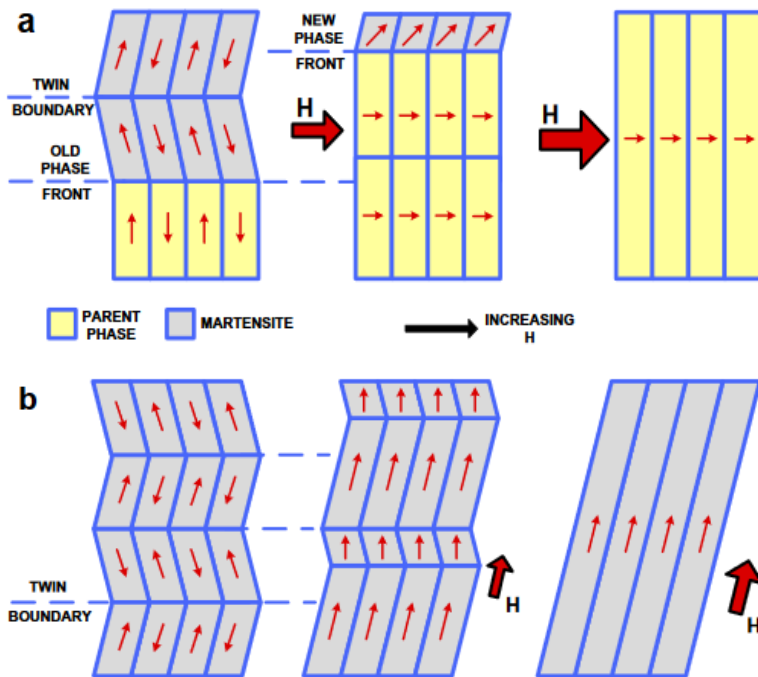 a
NEW
PHASE
FRONT
TWIN
BOUNDARY
OLD
PHASE
FRONT
H
H
PARENT
PHASE
MARTENSITE
INCREASING
H
b
TWIN
BOUNDARY
H
H